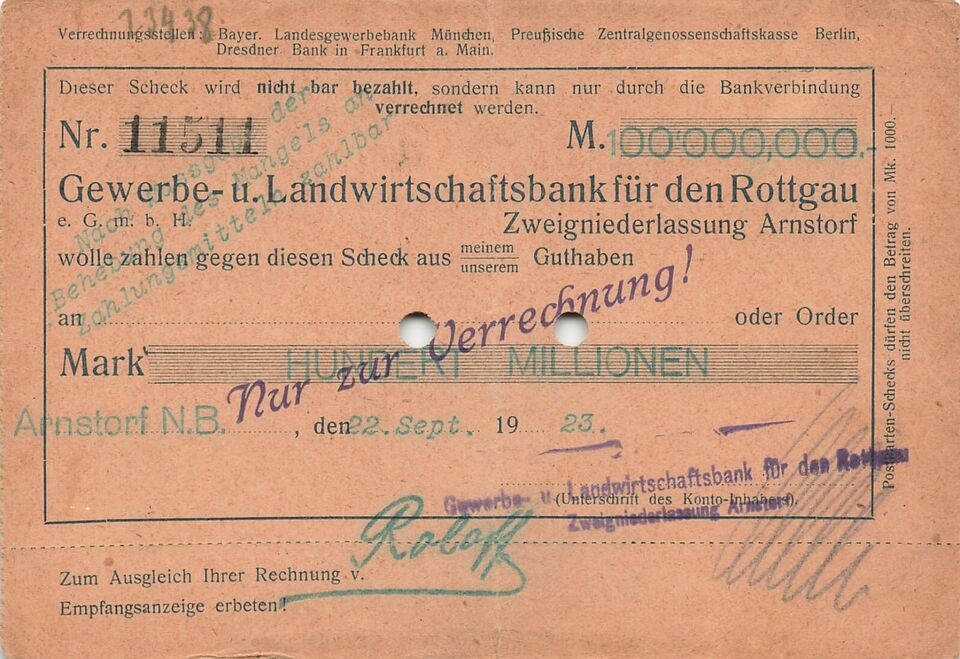 23438
Verrechnungsstellen: Bayer. Landesgewerbebank München, Preußische Zentralgenossenschaftskasse Berlin,
Dresdner Bank in Frankfurt a. Main.
Dieser Scheck wird nicht bar bezahlt, sondern kann nur durch die Bankverbindung
verrechnet werden.
Nr. 11511 M. 100'000,000.-
Nach Massgabe der
Behebung des Mangels an
Zahlungsmitteln zahlbar
Gewerbe- u. Landwirtschaftsbank für den Rottgau
e. G. m. b. H. Zweigniederlassung Arnstorf
wolle zahlen gegen diesen Scheck aus meinem
unserem Guthaben
an oder Order
Nur zur Verrechnung!
Mark HUNDERT MILLIONEN
Arnstorf N.B. , den 22. Sept. 19 23.
Gewerbe- u. Landwirtschaftsbank für den Rottgau
Zweigniederlassung Arnstorf
(Unterschrift des Konto-Inhabers).
Roloff
Zum Ausgleich Ihrer Rechnung v.
Empfangsanzeige erbeten!
Postkarten-Schecks dürfen den Betrag von Mk. 1000.—
nicht überschreiten.